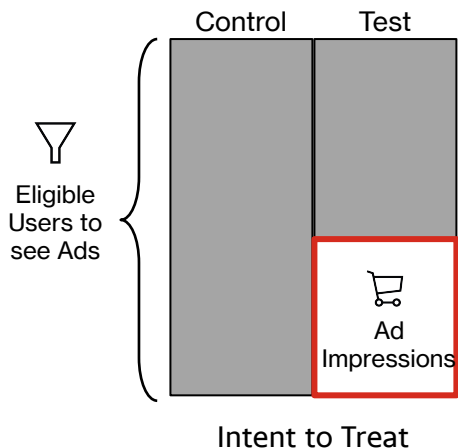 Control
Test
Eligible
Users to
see Ads
Ad
Impressions
Intent to Treat